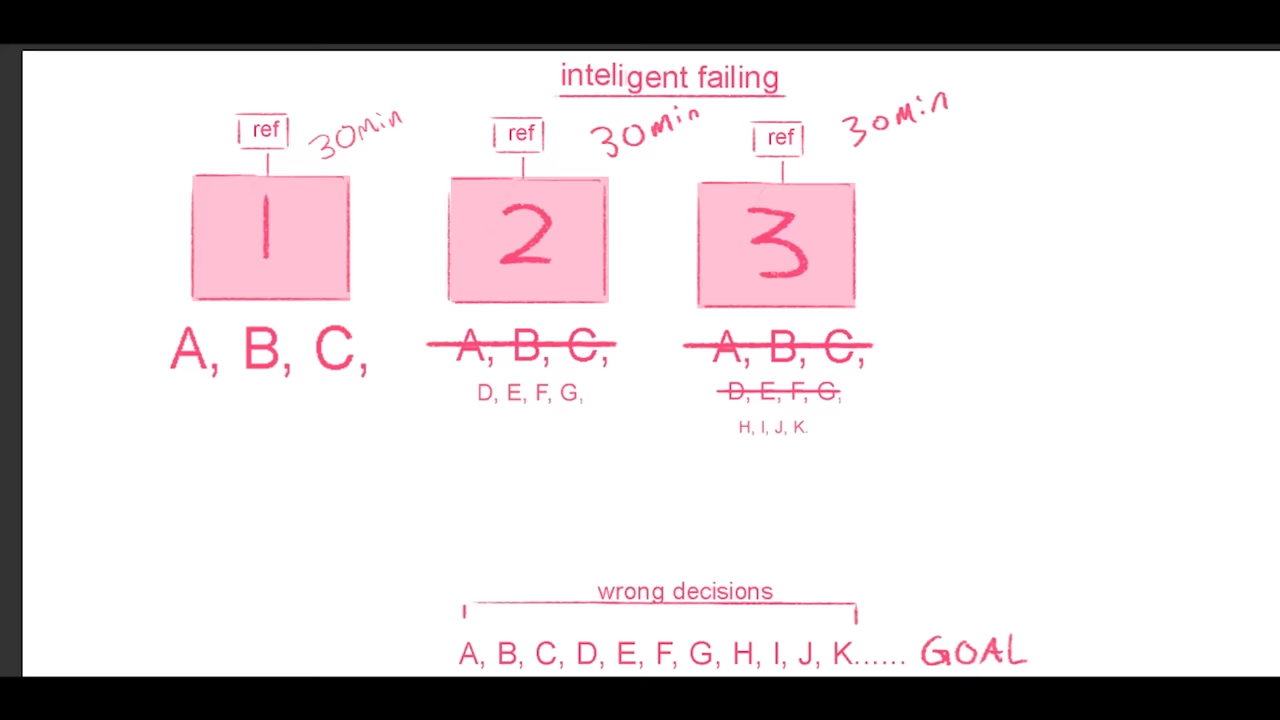 inteligent failing
ref 30min
ref 30min
ref 30min
1
2
3
A, B, C,
A, B, C,
D, E, F, G,
A, B, C,
D, E, F, G,
H, I, J, K.
wrong decisions
A, B, C, D, E, F, G, H, I, J, K...... GOAL